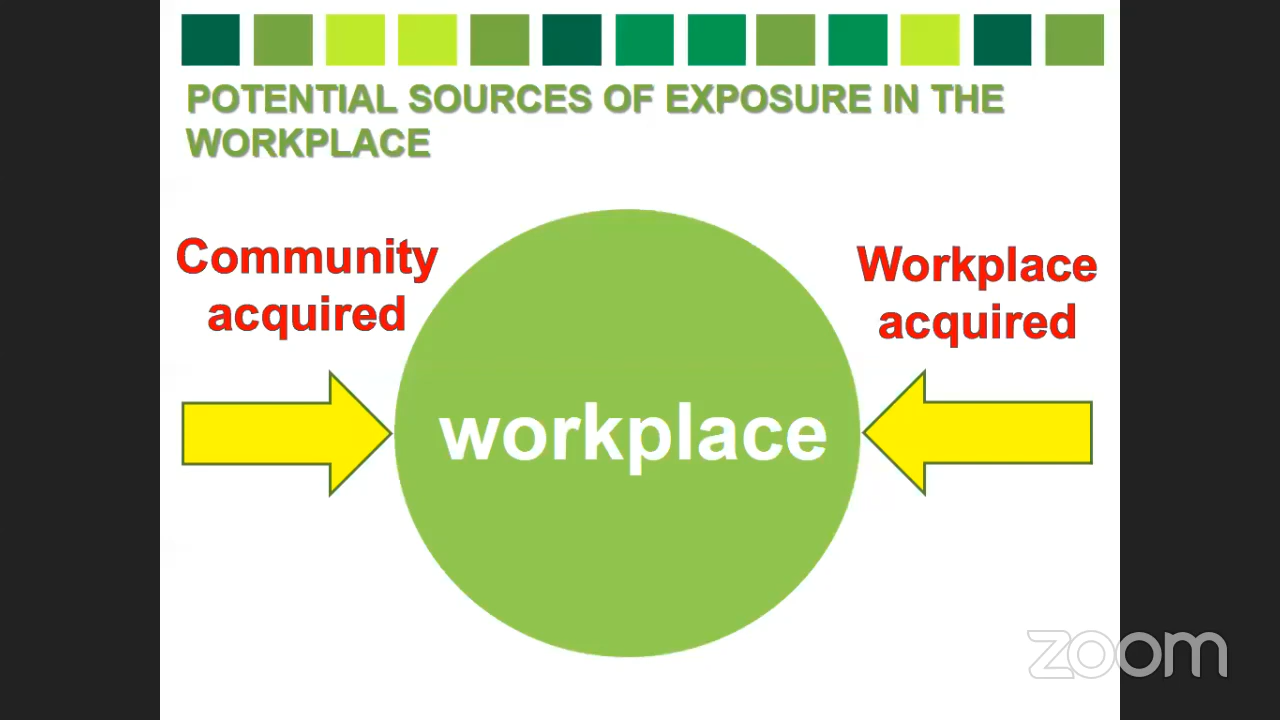 POTENTIAL SOURCES OF EXPOSURE IN THE
WORKPLACE
Community
acquired
Workplace
acquired
workplace
zoom